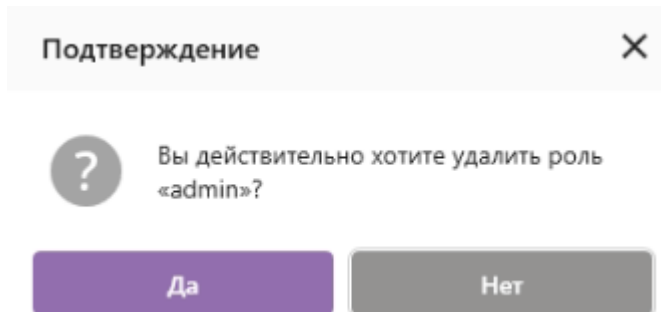 Подтверждение
Вы действительно хотите удалить роль
«admin»?
Да
Нет